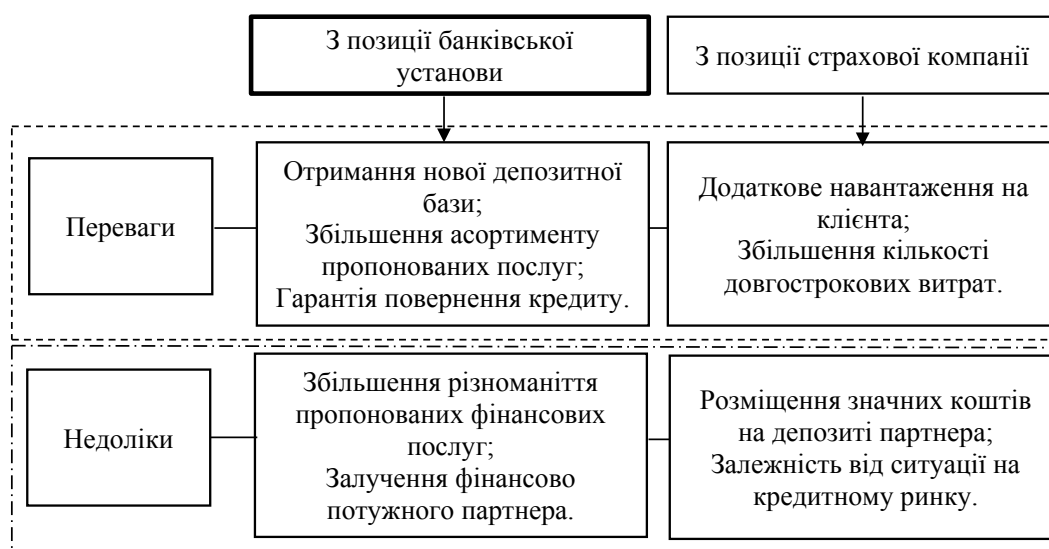 З позиції банківської
установи
З позиції страхової компанії
Переваги
Отримання нової депозитної
бази;
Збільшення асортименту
пропонованих послуг;
Гарантія повернення кредиту.
Додаткове навантаження на
клієнта;
Збільшення кількості
довгострокових витрат.
Недоліки
Збільшення різноманіття
пропонованих фінансових
послуг;
Залучення фінансово
потужного партнера.
Розміщення значних коштів
на депозиті партнера;
Залежність від ситуації на
кредитному ринку.